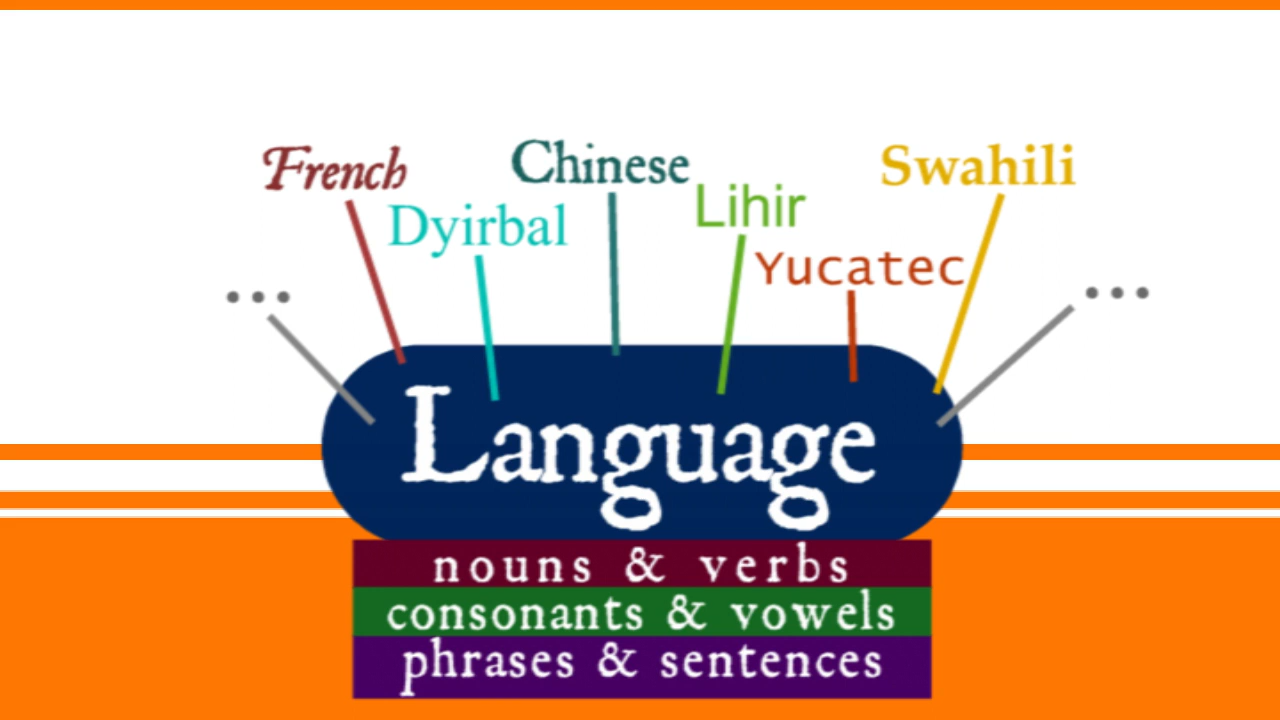 French
Chinese
Swahili
Dyirbal
Lihir
Yucatec
...
...
Language
nouns & verbs
consonants & vowels
phrases & sentences